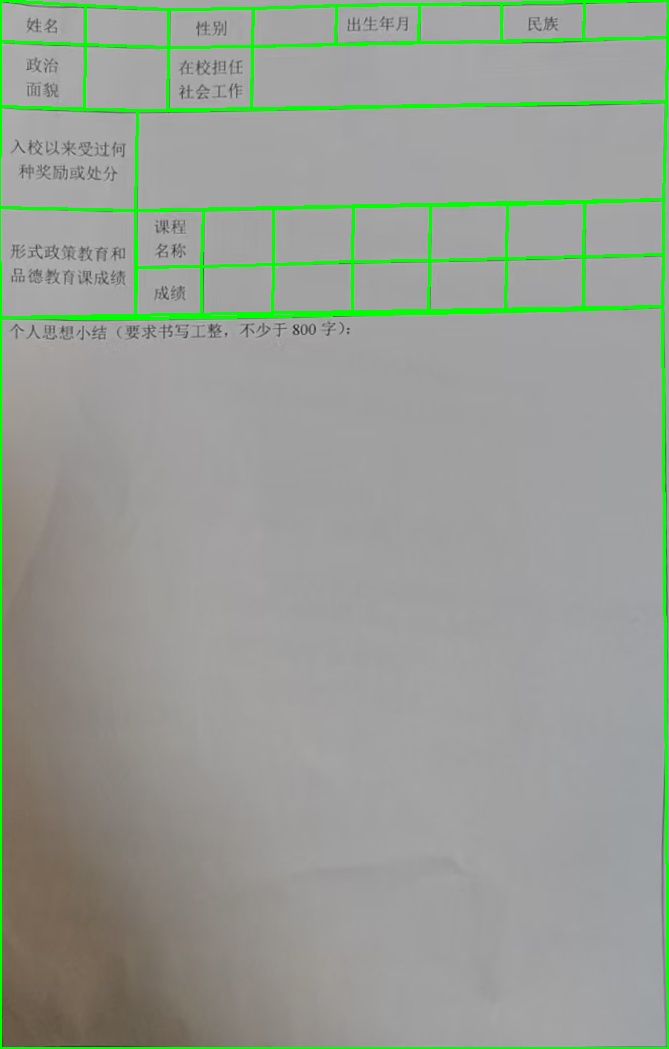 姓名 性别 出生年月 民族
政治 在校担任
面貌 社会工作
入校以来受过何
种奖励或处分
形式政策教育和
品德教育课成绩
课程
名称
成绩
个人思想小结（要求书写工整，不少于 800 字）：